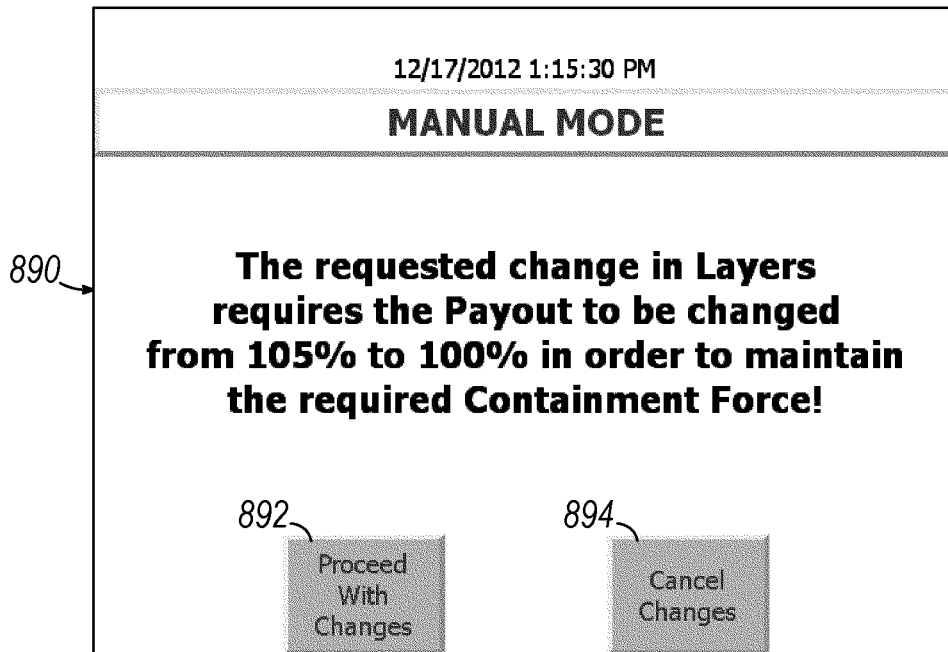 12/17/2012 1:15:30 PM
MANUAL MODE
890
The requested change in Layers
requires the Payout to be changed
from 105% to 100% in order to maintain
the required Containment Force!
892
894
Proceed
With
Changes
Cancel
Changes